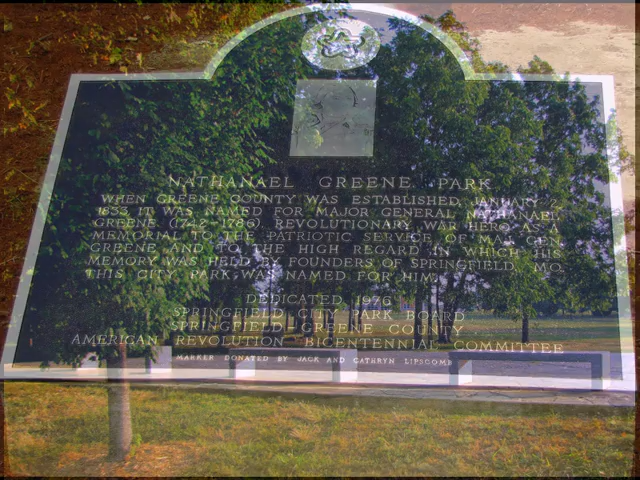 NATHANAEL GREENE PARK
WHEN GREENE COUNTY WAS ESTABLISHED, JANUARY 2,
1833, IT WAS NAMED FOR MAJOR GENERAL NATHANAEL
GREENE (1742-1786), REVOLUTIONARY WAR HERO. AS A
MEMORIAL TO THE PATRIOTIC SERVICE OF MAJ. GEN.
GREENE AND TO THE HIGH REGARD IN WHICH HIS
MEMORY WAS HELD BY FOUNDERS OF SPRINGFIELD, MO.
THIS CITY PARK WAS NAMED FOR HIM.
DEDICATED 1976
SPRINGFIELD CITY PARK BOARD
SPRINGFIELD, GREENE COUNTY
AMERICAN REVOLUTION BICENTENNIAL COMMITTEE
MARKER DONATED BY JACK AND CATHRYN LIPSCOMB